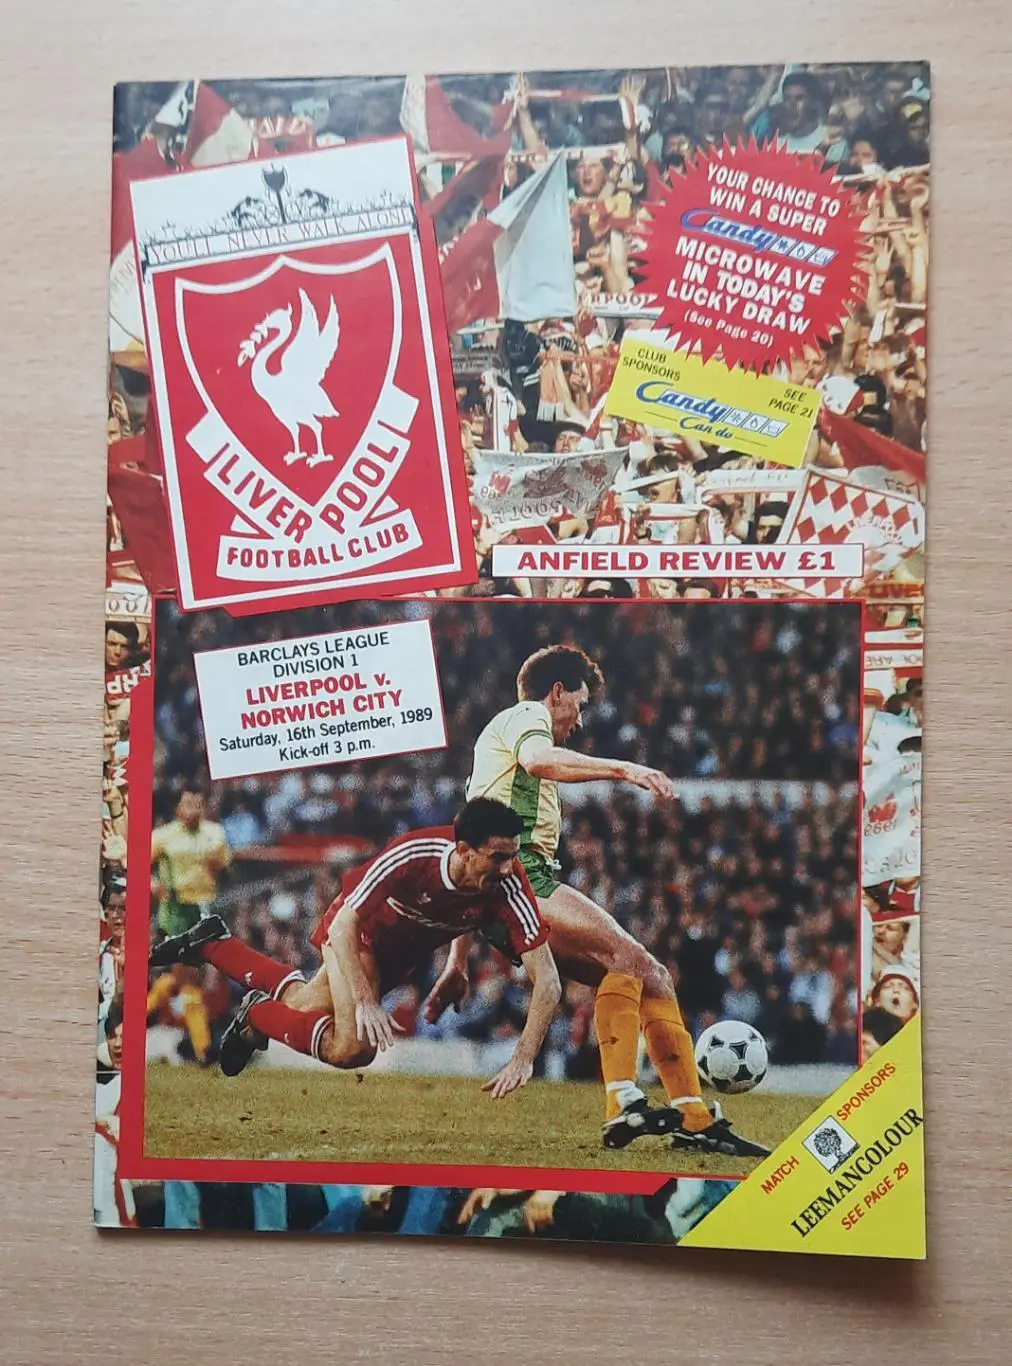 YOU'LL NEVER WALK ALONE
LIVERPOOL
FOOTBALL CLUB
YOUR CHANCE TO
WIN A SUPER
Candy
MICROWAVE
IN TODAY'S
LUCKY DRAW
(See Page 20)
CLUB
SPONSORS
SEE
PAGE 21
Candy
Can do
ANFIELD REVIEW £1
BARCLAYS LEAGUE
DIVISION 1
LIVERPOOL v.
NORWICH CITY
Saturday, 16th September, 1989
Kick-off 3 p.m.
MATCH SPONSORS
LEEMANCOLOUR
SEE PAGE 29